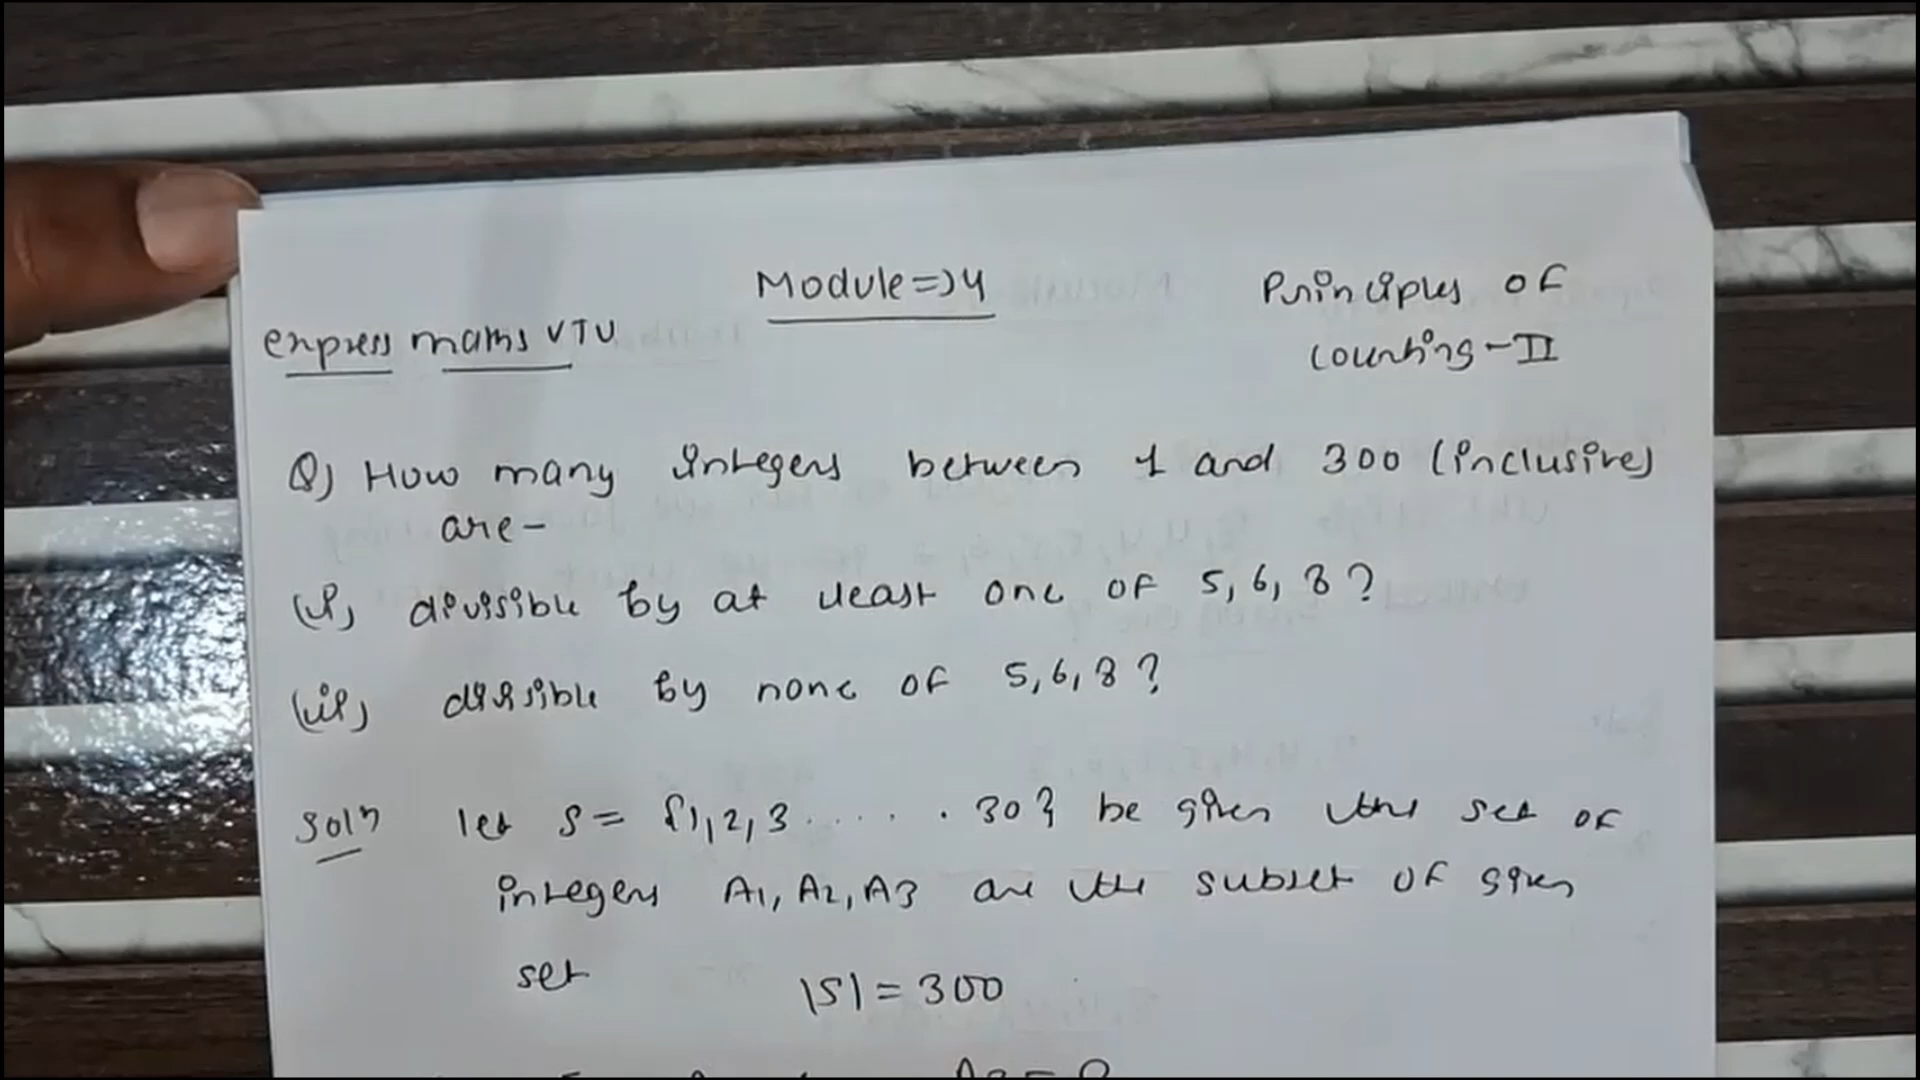 Module => 4
Principles of
express maths VTU
counting - II
Q) How many integers between 1 and 300 (inclusive)
are -
(i) divisible by at least one of 5, 6, 8 ?
(ii) divisible by none of 5, 6, 8 ?
Soln let S = {1, 2, 3 ..... . 30} be given the set of
integers A1, A2, A3 are the subset of given
set |S| = 300